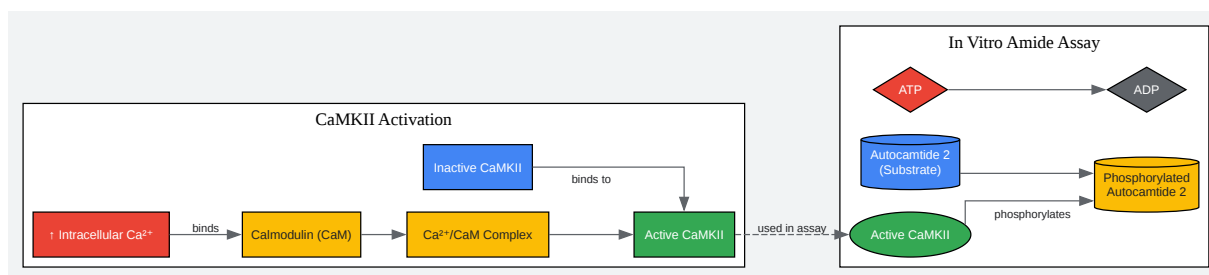 In Vitro Amide Assay
ATP
ADP
CaMKII Activation
Autocamtide 2
(Substrate)
Inactive CaMKII
binds to
Phosphorylated
Autocamtide 2
phosphorylates
↑ Intracellular Ca²⁺
binds
Calmodulin (CaM)
Ca²⁺/CaM Complex
Active CaMKII
used in assay
Active CaMKII